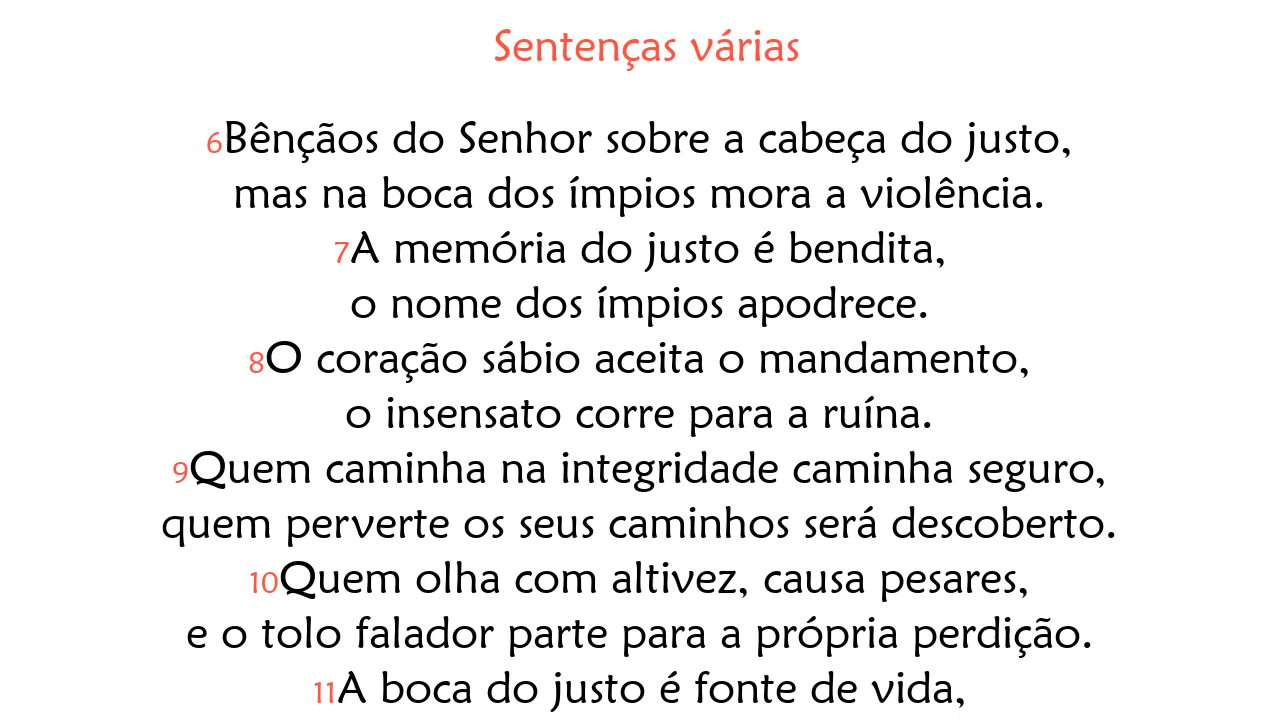 Sentenças várias
6Bênçãos do Senhor sobre a cabeça do justo,
mas na boca dos ímpios mora a violência.
7A memória do justo é bendita,
o nome dos ímpios apodrece.
8O coração sábio aceita o mandamento,
o insensato corre para a ruína.
9Quem caminha na integridade caminha seguro,
quem perverte os seus caminhos será descoberto.
10Quem olha com altivez, causa pesares,
e o tolo falador parte para a própria perdição.
11A boca do justo é fonte de vida,